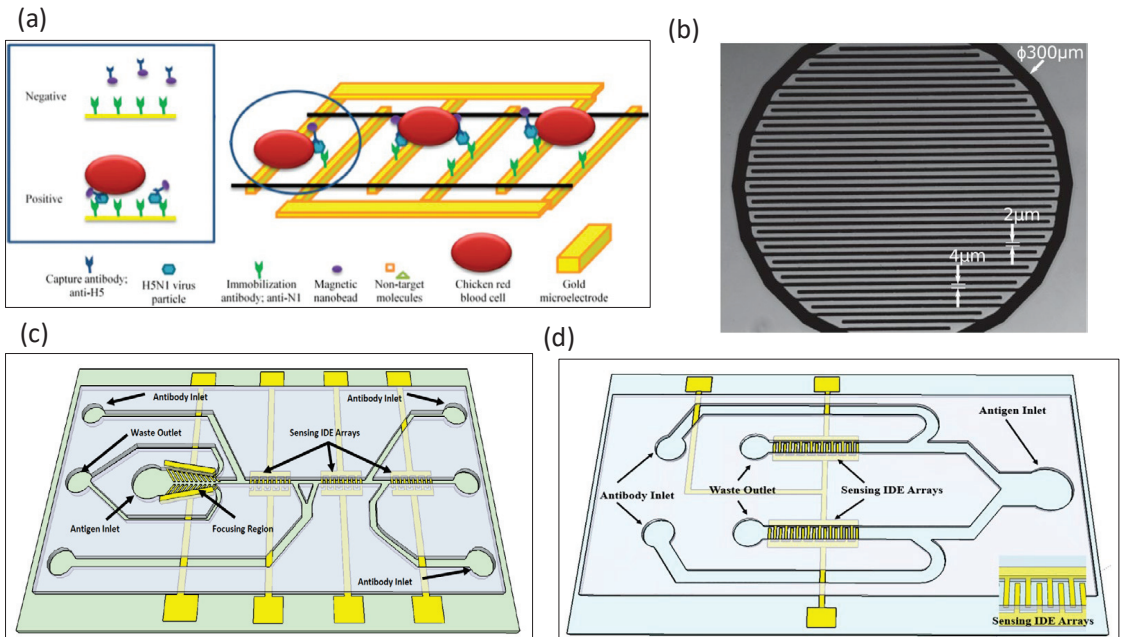 (a)
Negative
Positive
Capture antibody;
anti-H5
H5N1 virus
particle
Immobilization
antibody; anti-N1
Magnetic
nanobead
Non-target
molecules
Chicken red
blood cell
Gold
microelectrode
(b)
ϕ300μm
2μm
4μm
(c)
Antibody Inlet
Antibody Inlet
Waste Outlet
Sensing IDE Arrays
Antigen Inlet
Focusing Region
Antibody Inlet
(d)
Antigen Inlet
Antibody Inlet
Waste Outlet
Sensing IDE Arrays
Sensing IDE Arrays